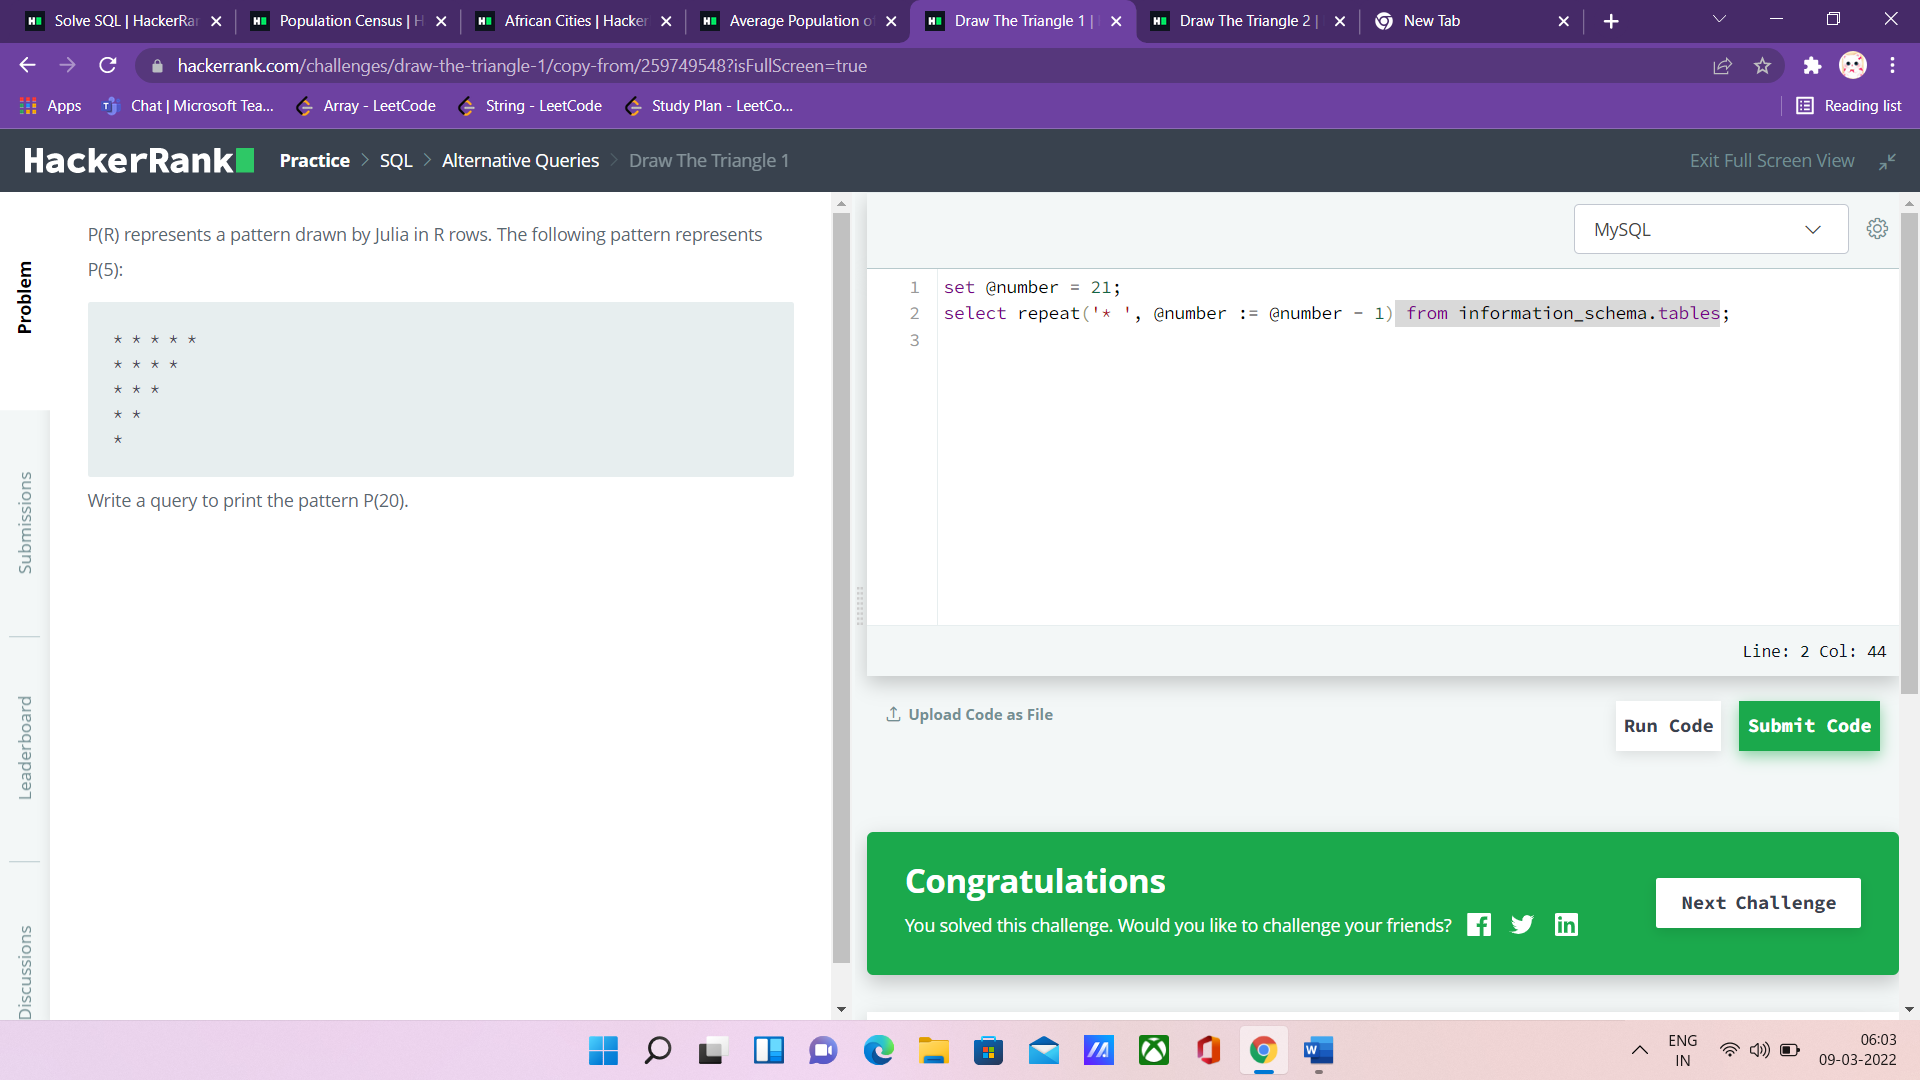 Solve SQL | HackerRar
Population Census | H
African Cities | Hacker
Average Population o
Draw The Triangle 1 |
Draw The Triangle 2 |
New Tab
hackerrank.com/challenges/draw-the-triangle-1/copy-from/259749548?isFullScreen=true
Apps
Chat | Microsoft Tea...
Array - LeetCode
String - LeetCode
Study Plan - LeetCo...
Reading list
HackerRank
Practice > SQL > Alternative Queries > Draw The Triangle 1
Exit Full Screen View
Problem
Submissions
Leaderboard
Discussions
P(R) represents a pattern drawn by Julia in R rows. The following pattern represents
P(5):
* * * * *
* * * *
* * *
* *
*
Write a query to print the pattern P(20).
MySQL
1 set @number = 21;
2 select repeat('* ', @number := @number - 1) from information_schema.tables;
3
Line: 2 Col: 44
Upload Code as File
Run Code
Submit Code
Congratulations
You solved this challenge. Would you like to challenge your friends?
Next Challenge
ENG
IN
06:03
09-03-2022